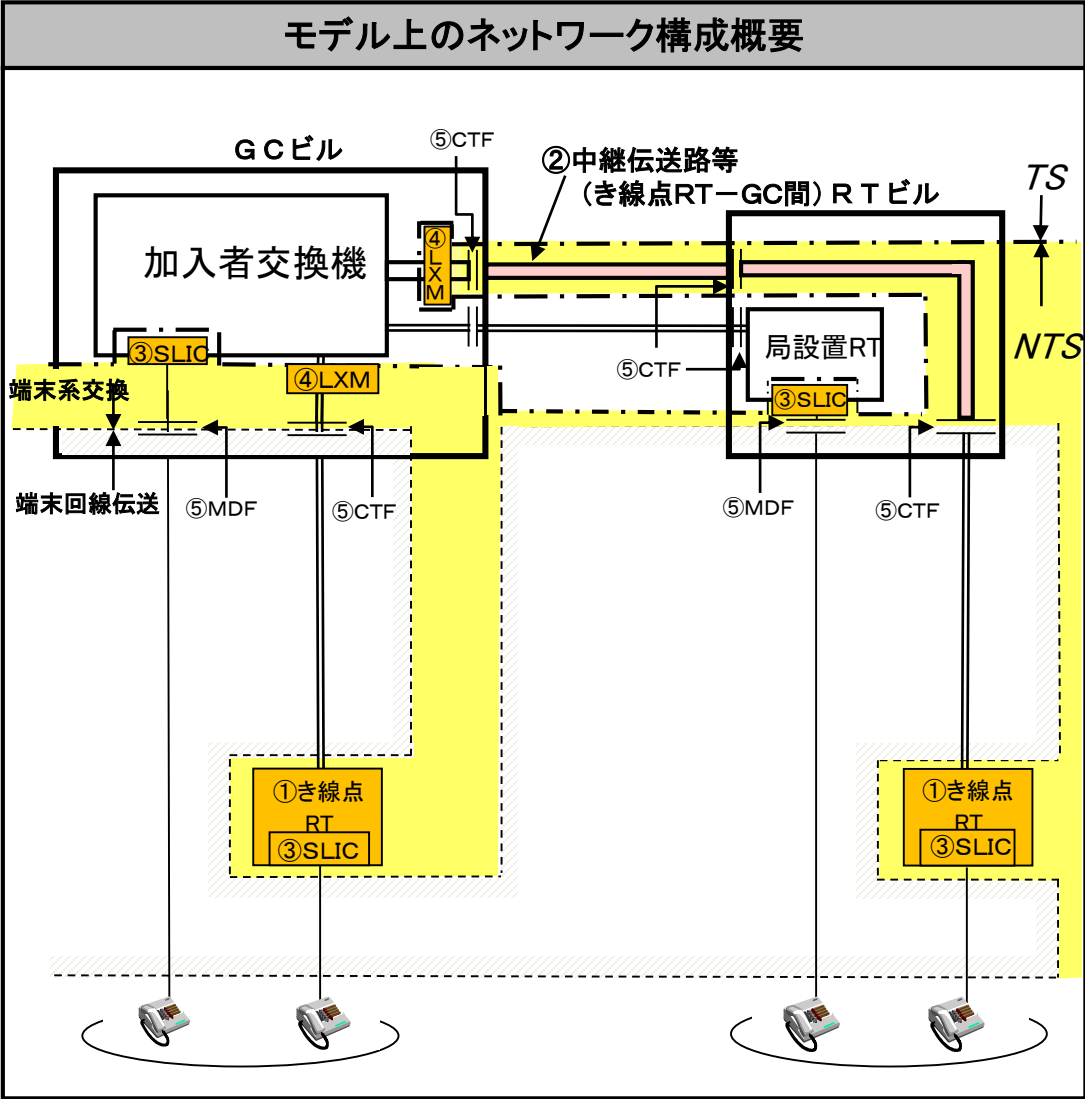 モデル上のネットワーク構成概要
GCビル
⑤CTF
②中継伝送路等
(き線点RT-GC間)
RTビル
TS
NTS
加入者交換機
④LXM
③SLIC
④LXM
端末系交換
端末回線伝送
⑤MDF
⑤CTF
⑤CTF
局設置RT
③SLIC
⑤MDF
⑤CTF
①き線点
RT
③SLIC
①き線点
RT
③SLIC